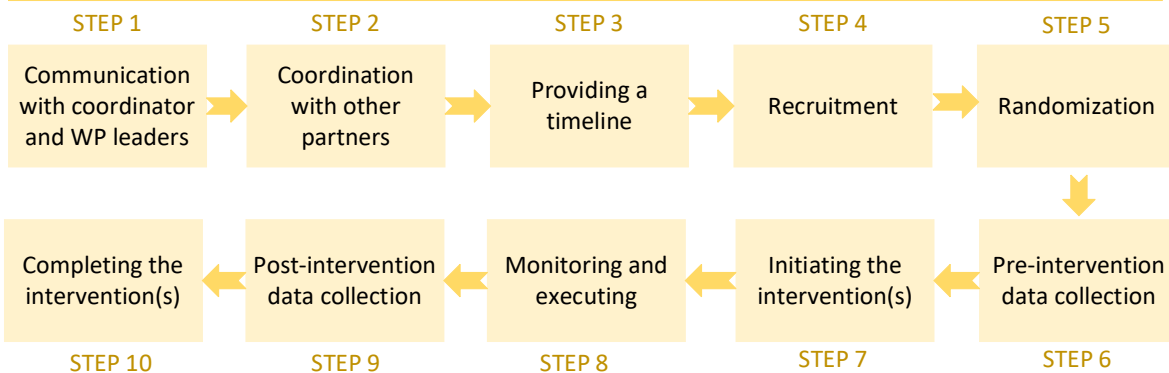 STEP 1
Communication
with coordinator
and WP leaders
STEP 2
Coordination
with other
partners
STEP 3
Providing a
timeline
STEP 4
Recruitment
STEP 5
Randomization
Pre-intervention
data collection
STEP 6
Initiating the
intervention(s)
STEP 7
Monitoring and
executing
STEP 8
Post-intervention
data collection
STEP 9
Completing the
intervention(s)
STEP 10